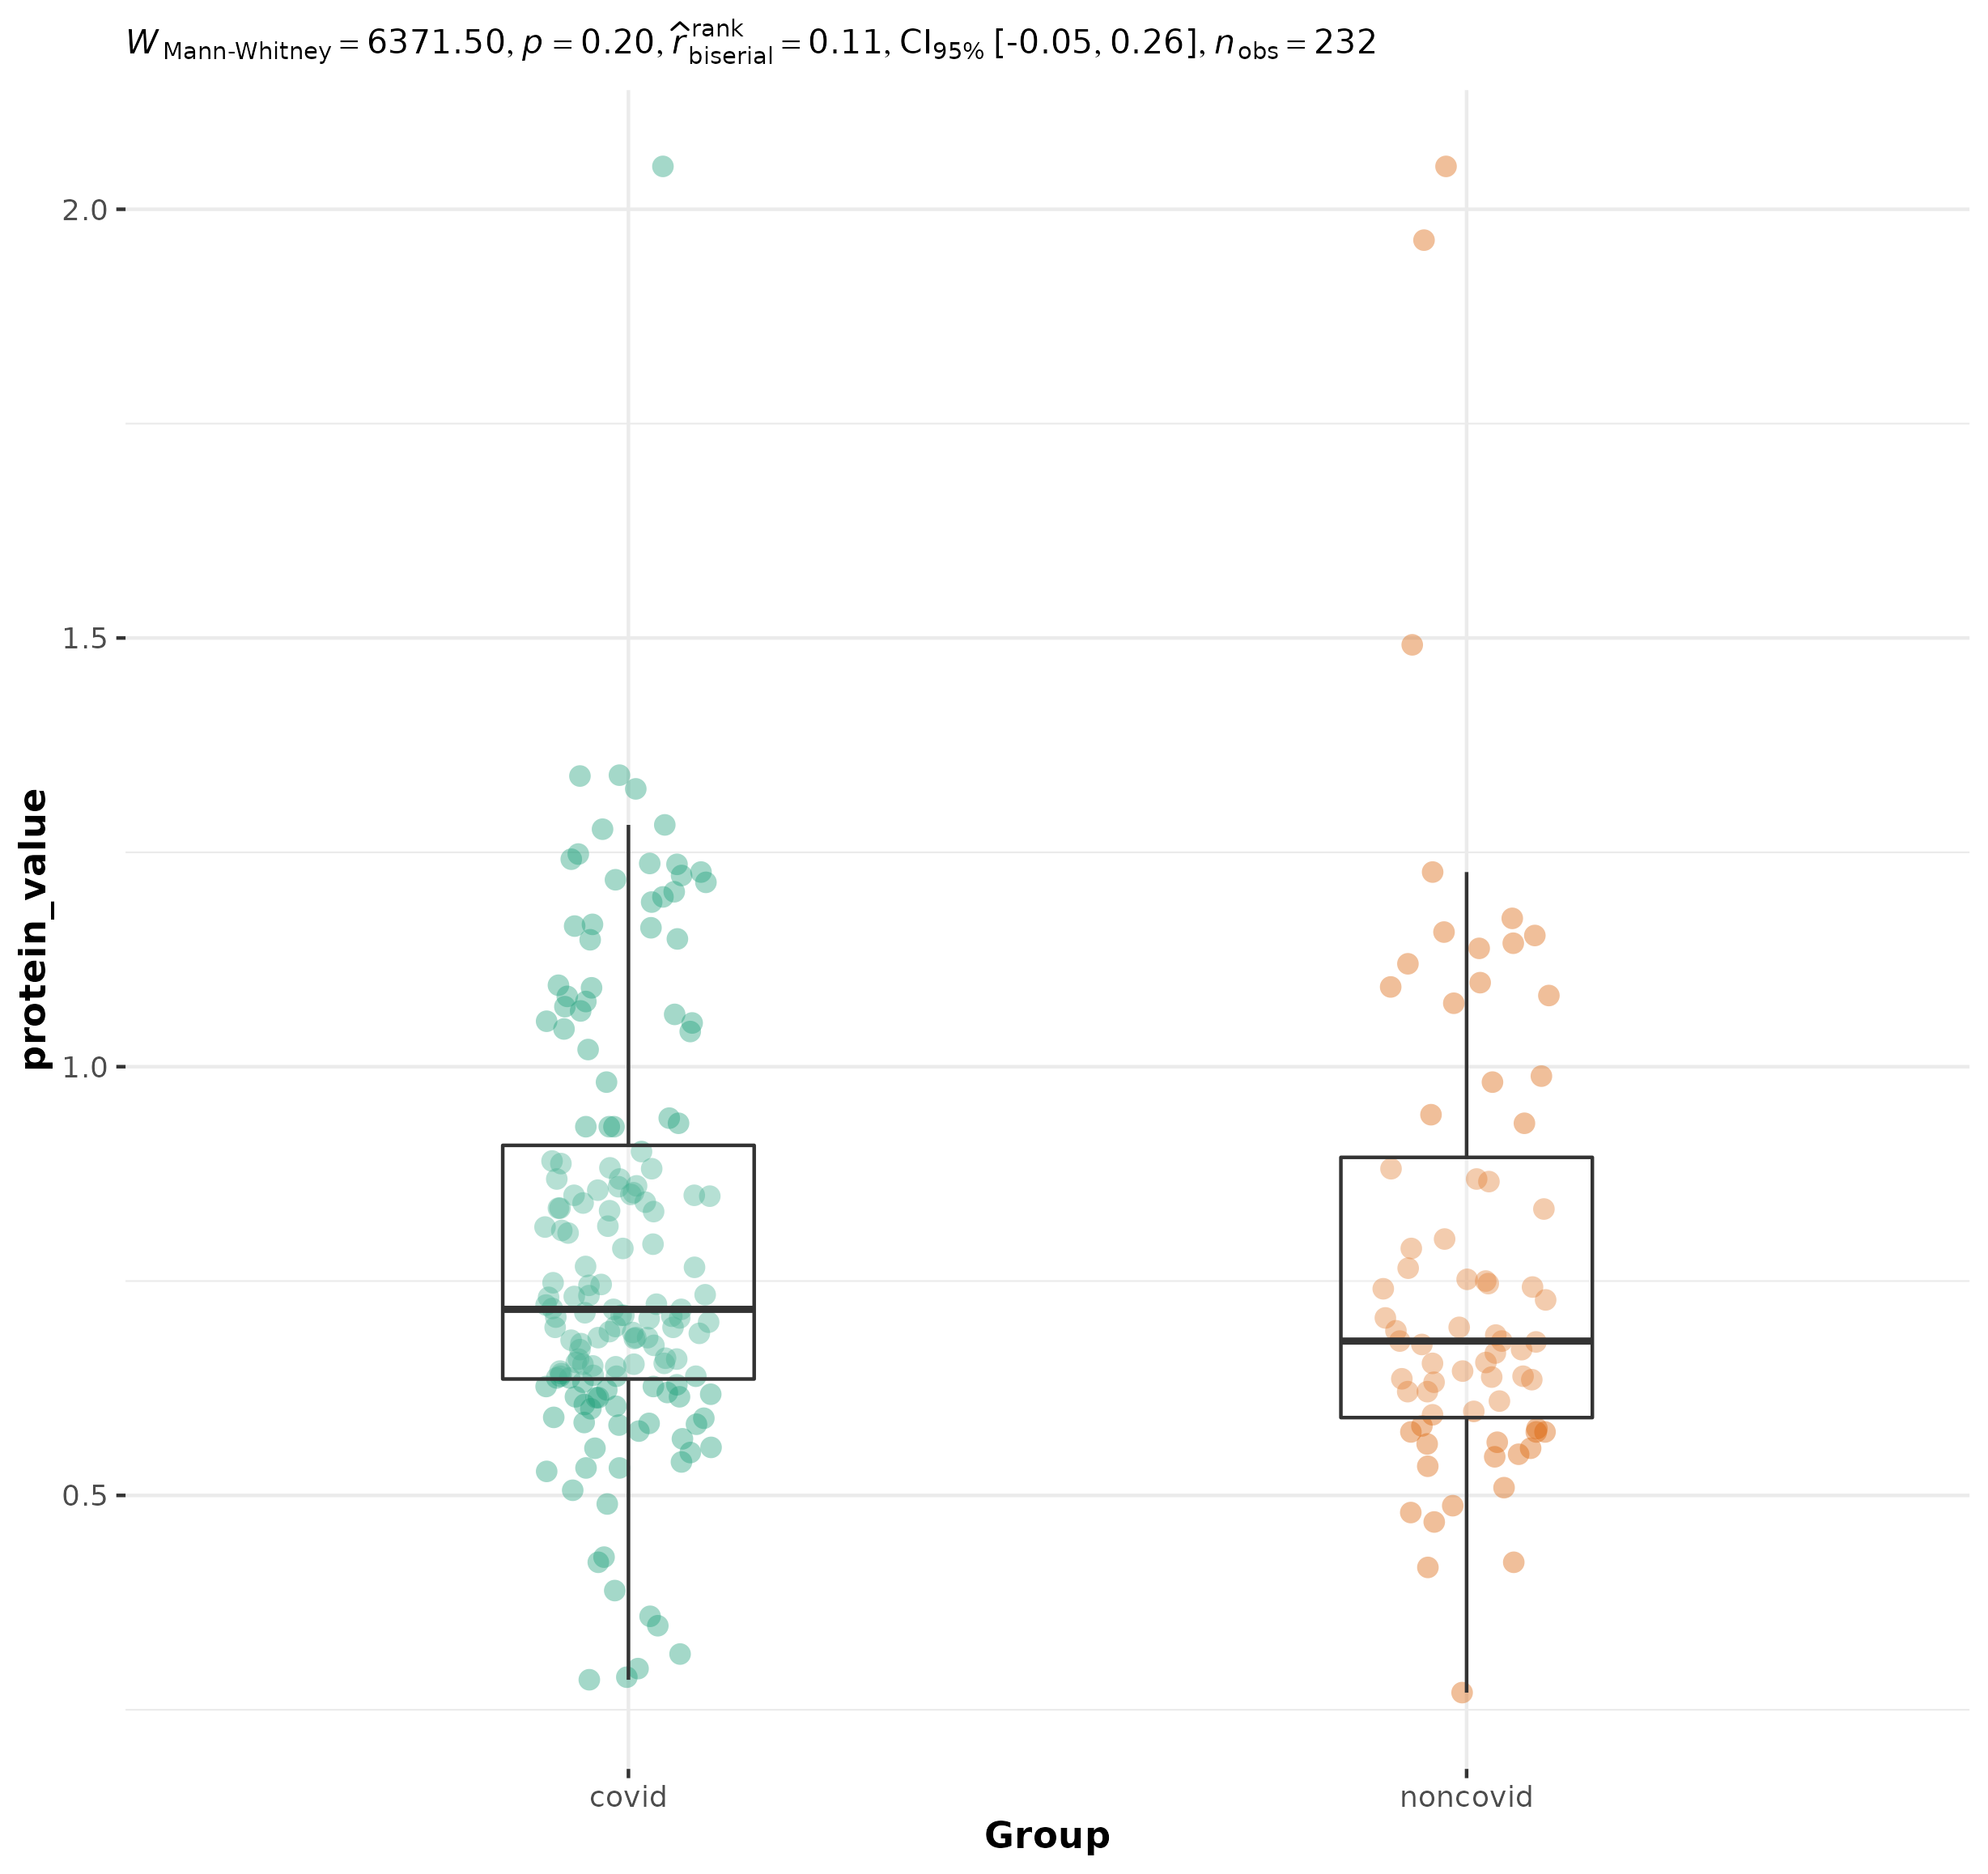 W Mann-Whitney = 6371.50, p = 0.20, r̂ rank biserial = 0.11, CI95% [-0.05, 0.26], nobs = 232
2.0
1.5
1.0
0.5
protein_value
covid noncovid
Group